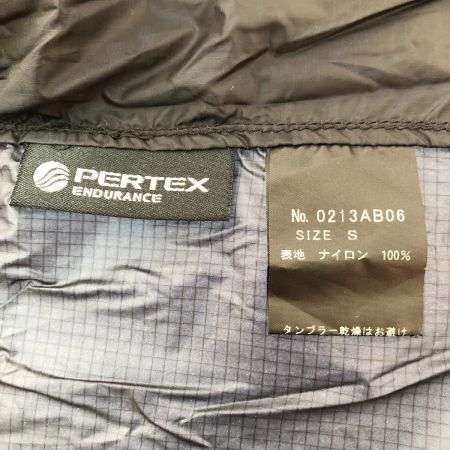 PERTEX
ENDURANCE
No. 0213AB06
SIZE S
表地 ナイロン 100%
タンブラー乾燥はお避け